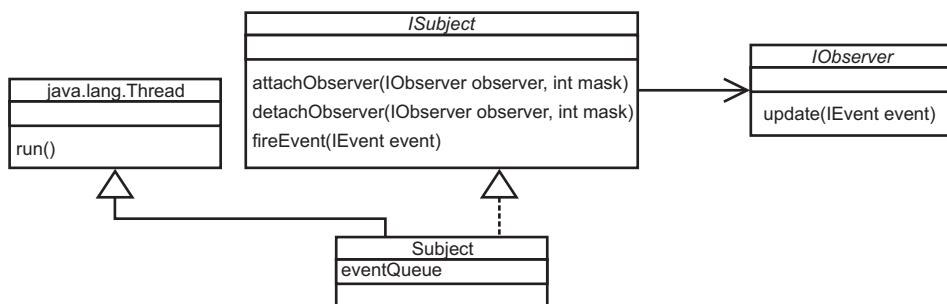 ISubject
attachObserver(IObserver observer, int mask)
detachObserver(IObserver observer, int mask)
fireEvent(IEvent event)
IObserver
update(IEvent event)
java.lang.Thread
run()
Subject
eventQueue